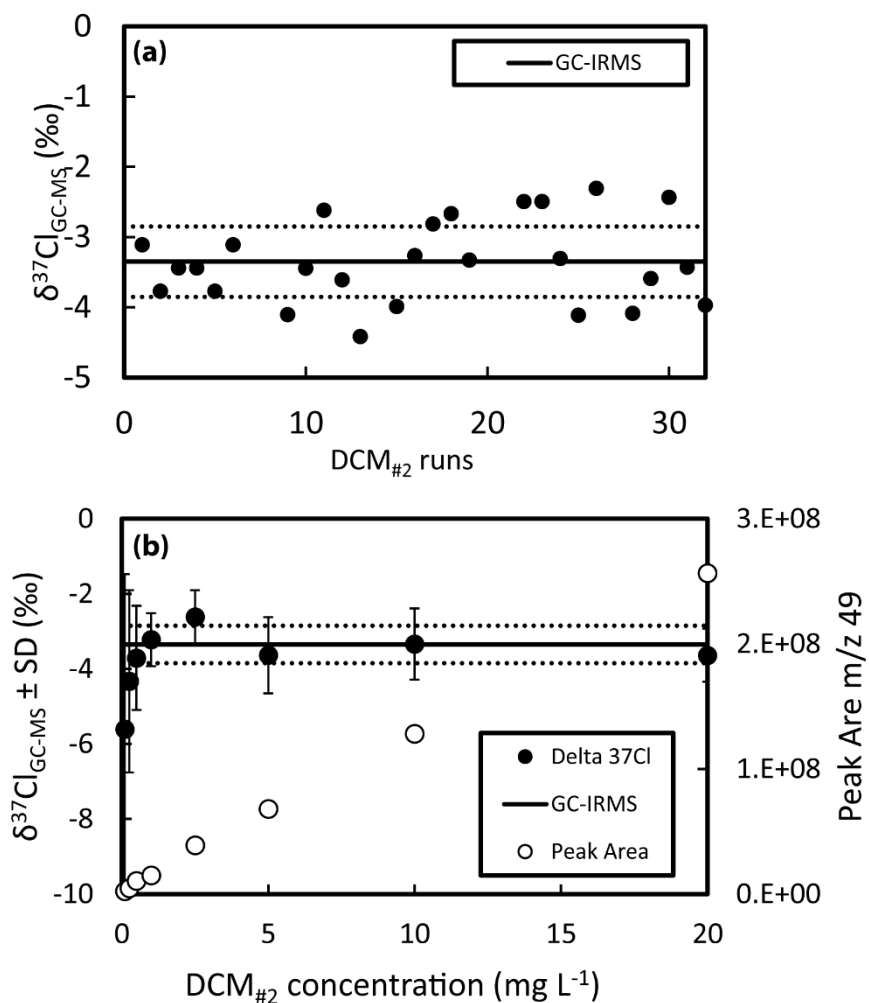 (a)
GC-IRMS
0
-1
-2
-3
-4
-5
δ³⁷Cl_GC-MS (‰)
0 10 20 30
DCM_#2 runs
(b)
0
-2
-4
-6
-8
-10
δ³⁷Cl_GC-MS ± SD (‰)
3.E+08
2.E+08
1.E+08
0.E+00
Peak Are m/z 49
Delta 37Cl
GC-IRMS
Peak Area
0 5 10 15 20
DCM_#2 concentration (mg L⁻¹)